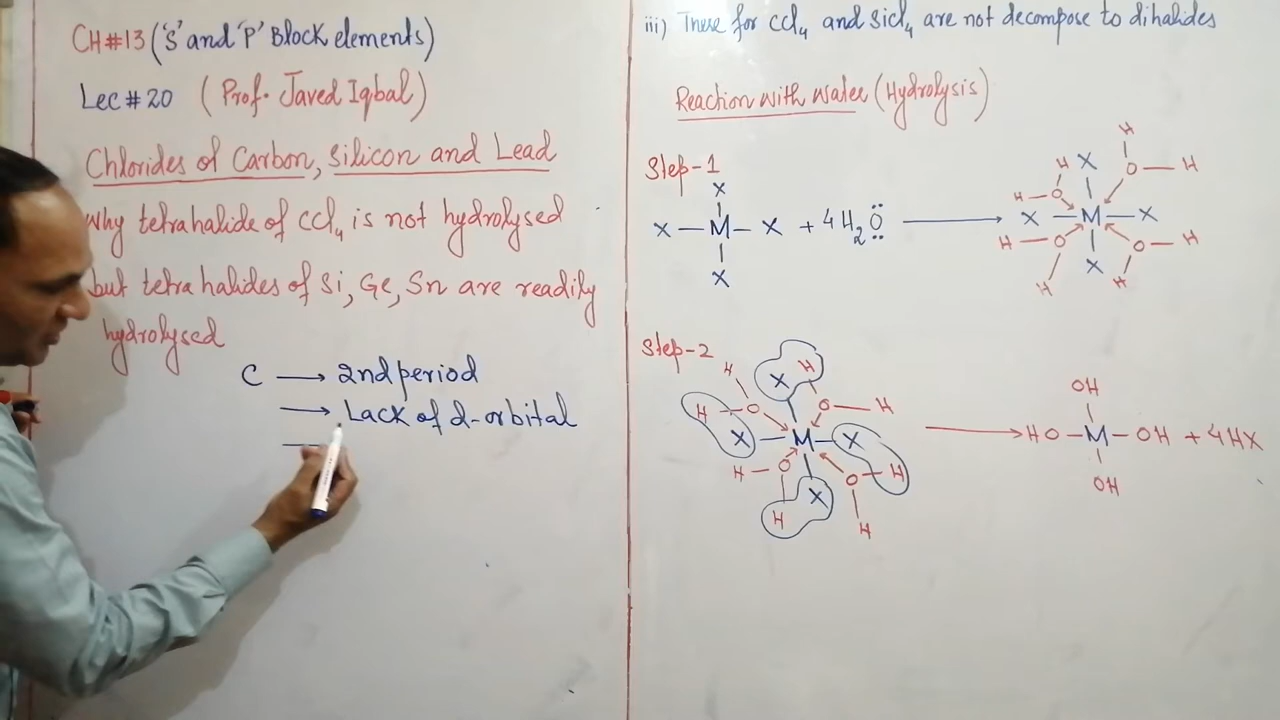 CH#13 ('S' and 'P' Block elements)
Lec#20 (Prof. Javed Iqbal)
Chlorides of Carbon, Silicon and Lead
Why tetrahalide of CCl4 is not hydrolysed
but tetrahalides of Si, Ge, Sn are readily
hydrolysed
C → 2nd period
→ Lack of d-orbital
iii) These for CCl4 and SiCl4 are not decompose to dihalides
Reaction with Water (Hydrolysis)
Step-1
X
X — M — X + 4H2O →
X
H
H X O — H
H — O
X — M — X
H — O O — H
X
H H
Step-2
H X H
H O O — H
X — M — X
H — O O H
X
H H
→
OH
HO — M — OH + 4HX
OH